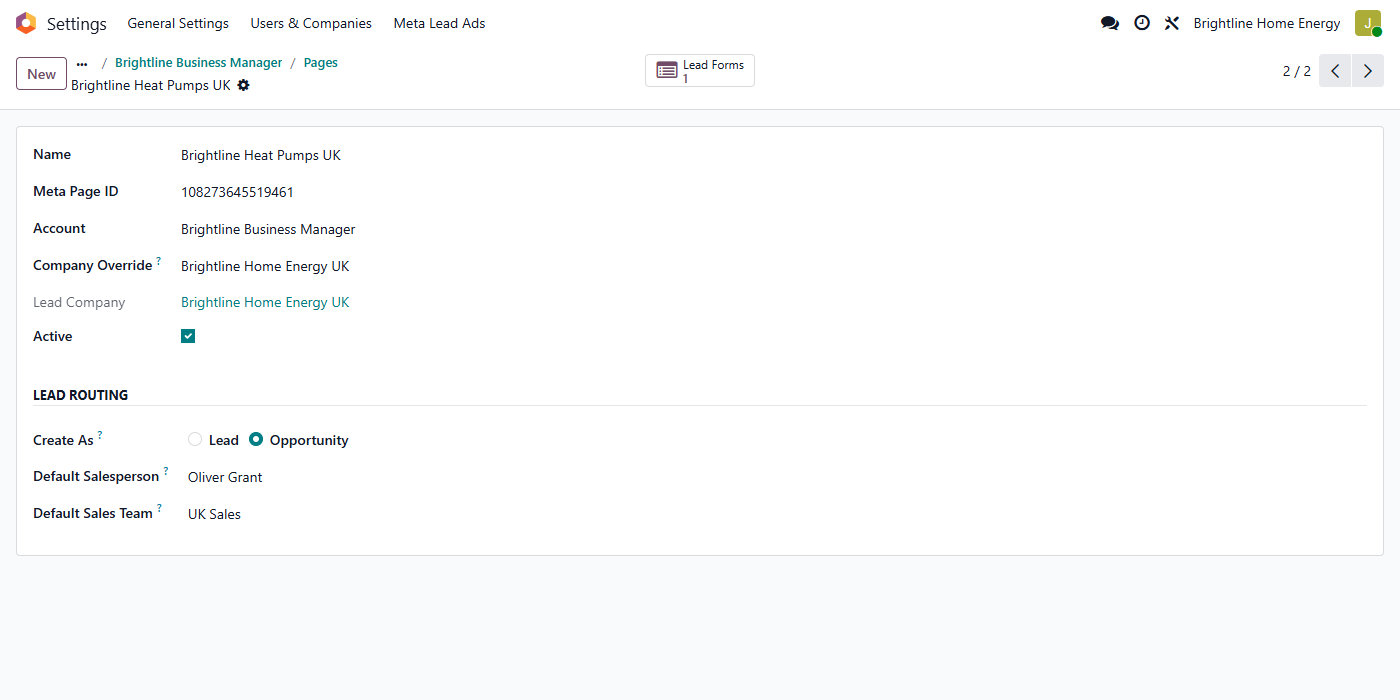 Settings General Settings Users & Companies Meta Lead Ads Brightline Home Energy J
New ... / Brightline Business Manager / Pages
Brightline Heat Pumps UK
Lead Forms
1
2 / 2
Name Brightline Heat Pumps UK
Meta Page ID 108273645519461
Account Brightline Business Manager
Company Override ? Brightline Home Energy UK
Lead Company Brightline Home Energy UK
Active
LEAD ROUTING
Create As ? Lead Opportunity
Default Salesperson ? Oliver Grant
Default Sales Team ? UK Sales